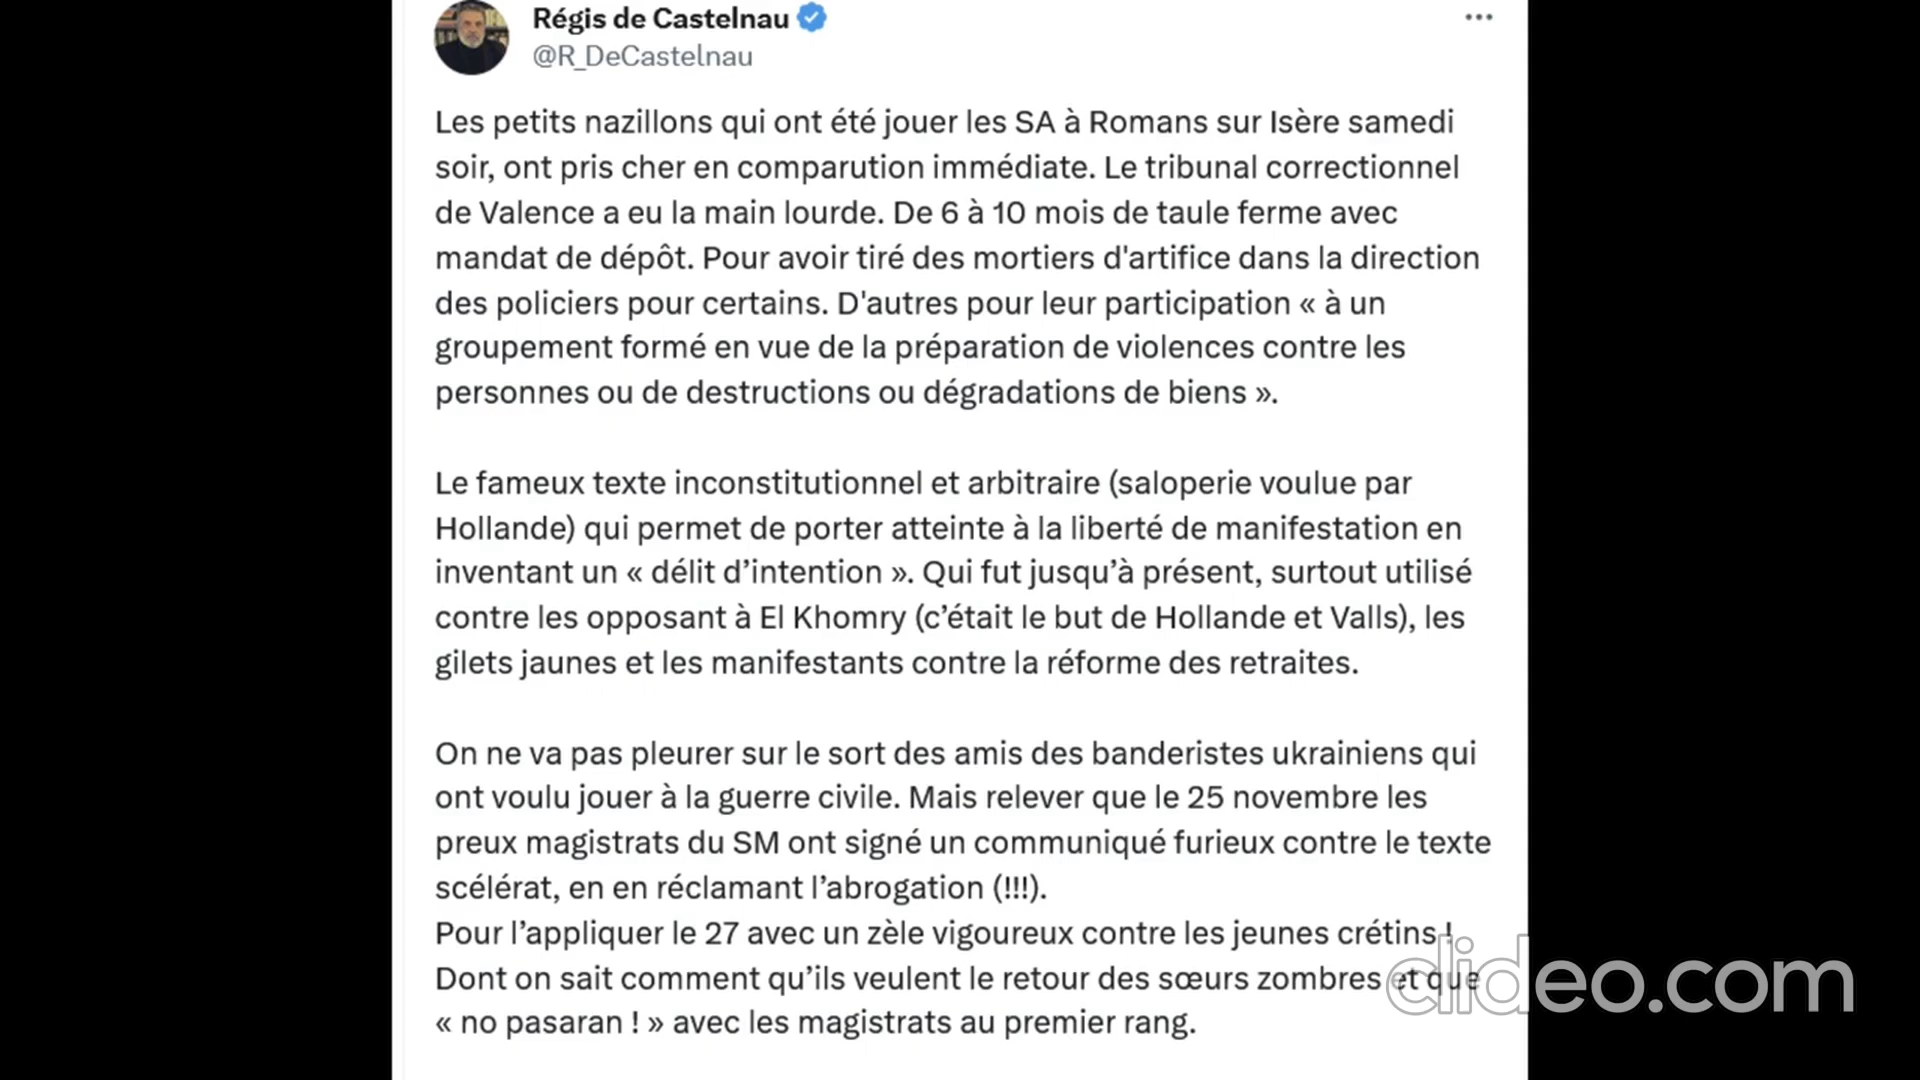 Régis de Castelnau
@R_DeCastelnau
Les petits nazillons qui ont été jouer les SA à Romans sur Isère samedi
soir, ont pris cher en comparution immédiate. Le tribunal correctionnel
de Valence a eu la main lourde. De 6 à 10 mois de taule ferme avec
mandat de dépôt. Pour avoir tiré des mortiers d'artifice dans la direction
des policiers pour certains. D'autres pour leur participation « à un
groupement formé en vue de la préparation de violences contre les
personnes ou de destructions ou dégradations de biens ».
Le fameux texte inconstitutionnel et arbitraire (saloperie voulue par
Hollande) qui permet de porter atteinte à la liberté de manifestation en
inventant un « délit d’intention ». Qui fut jusqu’à présent, surtout utilisé
contre les opposant à El Khomry (c’était le but de Hollande et Valls), les
gilets jaunes et les manifestants contre la réforme des retraites.
On ne va pas pleurer sur le sort des amis des banderistes ukrainiens qui
ont voulu jouer à la guerre civile. Mais relever que le 25 novembre les
preux magistrats du SM ont signé un communiqué furieux contre le texte
scélérat, en en réclamant l’abrogation (!!!).
Pour l’appliquer le 27 avec un zèle vigoureux contre les jeunes crétins !
Dont on sait comment qu’ils veulent le retour des sœurs zombres et que
« no pasaran ! » avec les magistrats au premier rang.
clideo.com